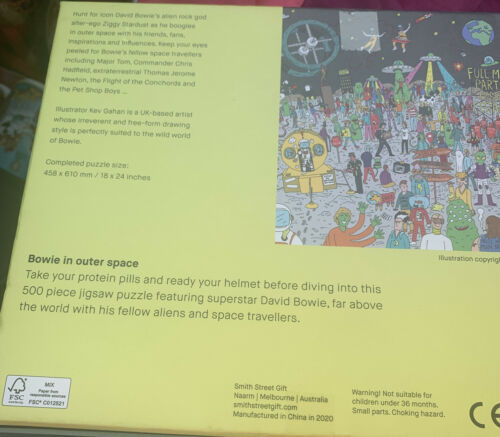 Hunt for icon David Bowie's alien rock god
alter-ego Ziggy Stardust as he boogies
in outer space with his friends, fans,
inspirations and influences. Keep your eyes
peeled for Bowie's fellow space travellers
including Major Tom, Commander Chris
Hadfield, extraterrestrial Thomas Jerome
Newton, the Flight of the Conchords and
the Pet Shop Boys ...
Illustrator Kev Gahan is a UK-based artist
whose irreverent and free-form drawing
style is perfectly suited to the wild world
of Bowie.
Completed puzzle size:
458 x 610 mm / 18 x 24 inches
FULL M
PART
Illustration copyrig
Bowie in outer space
Take your protein pills and ready your helmet before diving into this
500 piece jigsaw puzzle featuring superstar David Bowie, far above
the world with his fellow aliens and space travellers.
FSC
MIX
Paper from
responsible sources
FSC® C012521
Smith Street Gift
Naarm | Melbourne | Australia
smithstreetgift.com
Manufactured in China in 2020
Warning! Not suitable for
children under 36 months.
Small parts. Choking hazard.
CE